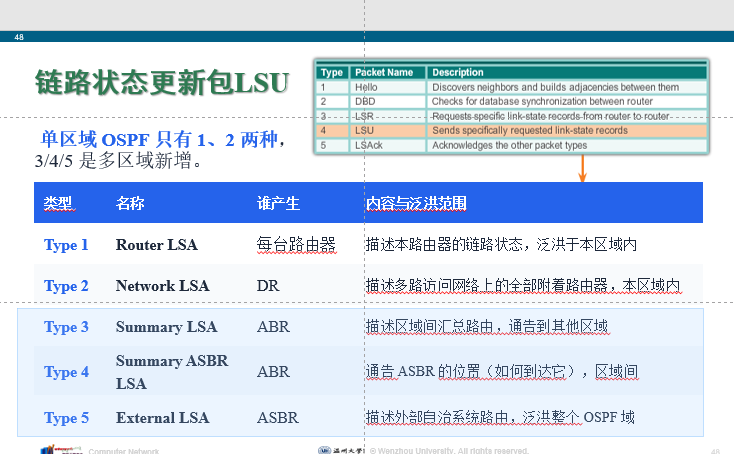 48
链路状态更新包LSU
Type Packet Name Description
1 Hello Discovers neighbors and builds adjacencies between them
2 DBD Checks for database synchronization between router
3 LSR Requests specific link-state records from router to router
4 LSU Sends specifically requested link-state records
5 LSAck Acknowledges the other packet types
单区域 OSPF 只有 1、2 两种，
3/4/5 是多区域新增。
类型 名称 谁产生 内容与泛洪范围
Type 1 Router LSA 每台路由器 描述本路由器的链路状态，泛洪于本区域内
Type 2 Network LSA DR 描述多路访问网络上的全部附着路由器，本区域内
Type 3 Summary LSA ABR 描述区域间汇总路由，通告到其他区域
Type 4 Summary ASBR LSA ABR 通告 ASBR 的位置（如何到达它），区域间
Type 5 External LSA ASBR 描述外部自治系统路由，泛洪整个 OSPF 域
Computer Network 温州大学 © Wenzhou University. All rights reserved. 48